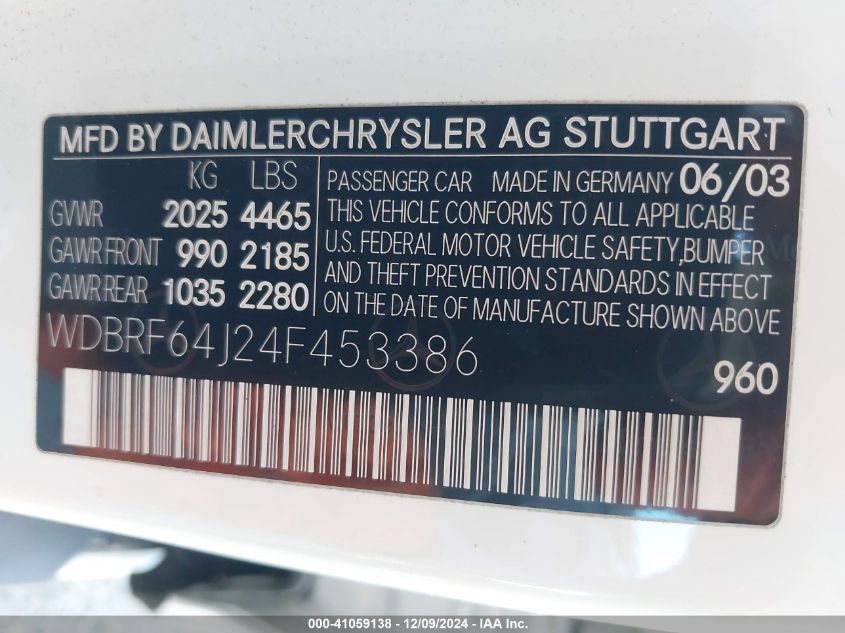 MFD BY DAIMLERCHRYSLER AG STUTTGART
KG LBS
GVWR 2025 4465
GAWR FRONT 990 2185
GAWR REAR 1035 2280
PASSENGER CAR MADE IN GERMANY 06/03
THIS VEHICLE CONFORMS TO ALL APPLICABLE
U.S. FEDERAL MOTOR VEHICLE SAFETY,BUMPER
AND THEFT PREVENTION STANDARDS IN EFFECT
ON THE DATE OF MANUFACTURE SHOWN ABOVE
WDBRF64J24F453386
960
000-41059138 - 12/09/2024 - IAA Inc.